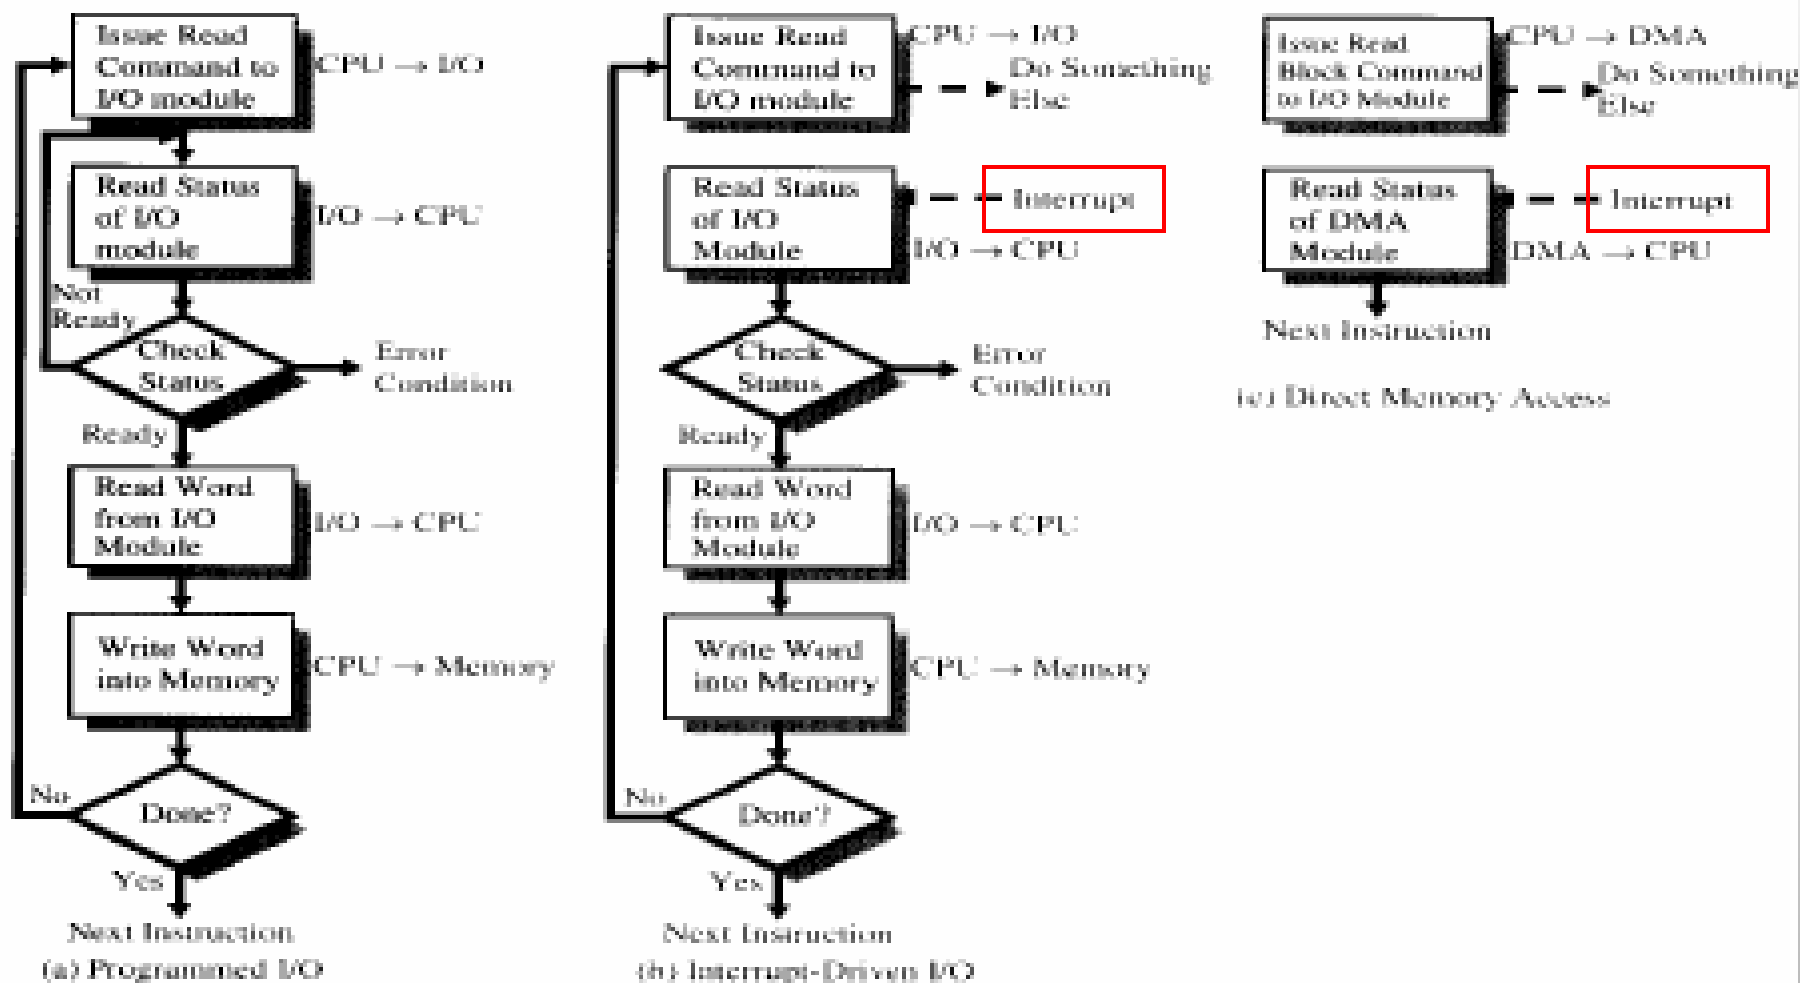 Issue Read
Command to
I/O module
CPU → I/O
Read Status
of I/O
module
I/O → CPU
Not
Ready
Check
Status
Error
Condition
Ready
Read Word
from I/O
Module
I/O → CPU
Write Word
into Memory
CPU → Memory
No
Done?
Yes
Next Instruction
(a) Programmed I/O
Issue Read
Command to
I/O module
CPU → I/O
Do Something
Else
Read Status
of I/O
Module
Interrupt
I/O → CPU
Check
Status
Error
Condition
Ready
Read Word
from I/O
Module
I/O → CPU
Write Word
into Memory
CPU → Memory
No
Done?
Yes
Next Instruction
(b) Interrupt-Driven I/O
Issue Read
Block Command
to I/O Module
CPU → DMA
Do Something
Else
Read Status
of DMA
Module
Interrupt
DMA → CPU
Next Instruction
(c) Direct Memory Access